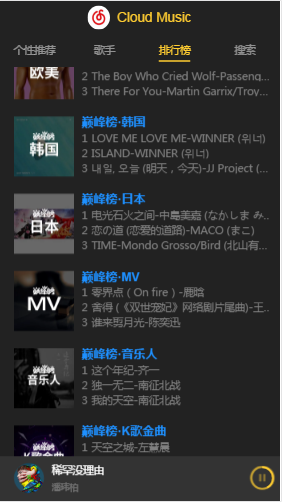 Cloud Music
个性推荐 歌手 排行榜 搜索
欧美
2 The Boy Who Cried Wolf-Passeng...
3 There For You-Martin Garrix/Troy...
巅峰榜·韩国
1 LOVE ME LOVE ME-WINNER (위너)
2 ISLAND-WINNER (위너)
3 내일, 오늘 (明天，今天)-JJ Project (...
巅峰榜
韩国
巅峰榜·日本
1 电光石火之间-中島美嘉 (なかしま み...
2 恋の道 (恋爱的道路)-MACO (まこ)
3 TIME-Mondo Grosso/Bird (北山有...
巅峰榜
日本
巅峰榜·MV
1 零界点（On fire）-鹿晗
2 舍得 (《双世宠妃》网络剧片尾曲)-王...
3 谁来剪月光-陈奕迅
巅峰榜
MV
巅峰榜·音乐人
1 这个年纪-齐一
2 独一无二-南征北战
3 我的天空-南征北战
巅峰榜
音乐人
巅峰榜·K歌金曲
1 天空之城-左慧晨
巅峰榜
K歌金曲
稀罕没理由
潘玮柏